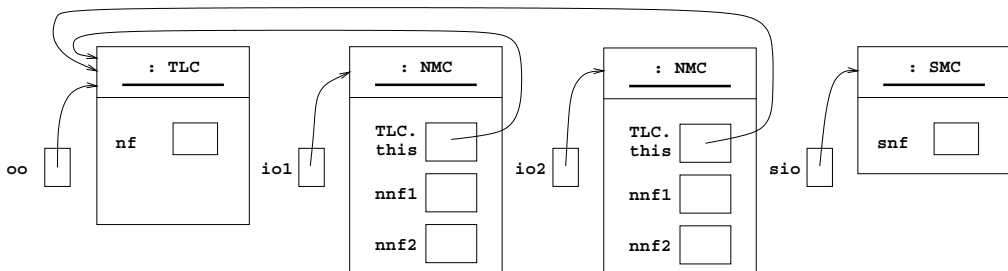 : TLC
: NMC
: NMC
: SMC
nf
TLC.
this
TLC.
this
snf
oo
io1
io2
sio
nnf1
nnf1
nnf2
nnf2